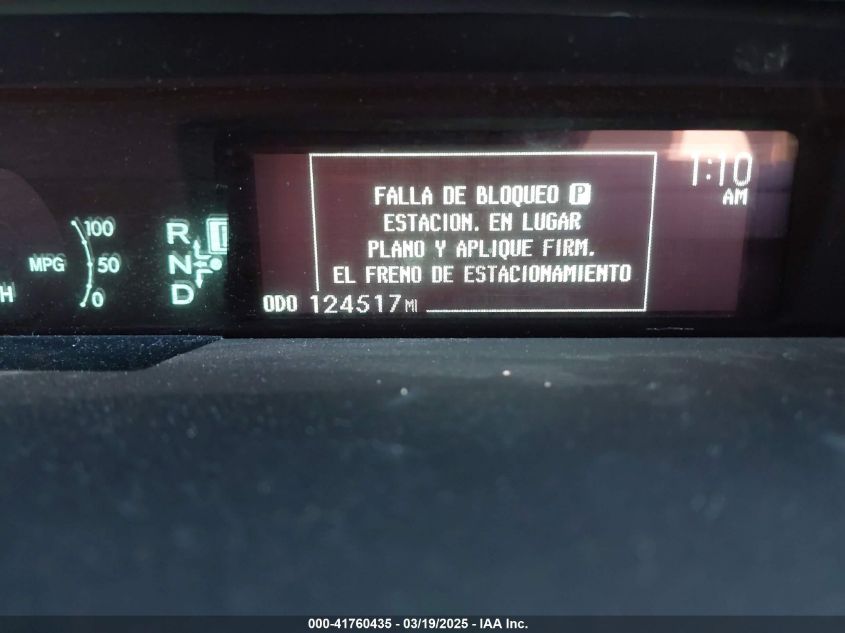 FALLA DE BLOQUEO P
ESTACION. EN LUGAR
PLANO Y APLIQUE FIRM.
EL FRENO DE ESTACIONAMIENTO
1:10
AM
100
MPG 50
0
H
R
N
D
ODO 124517 MI
000-41760435 - 03/19/2025 - IAA Inc.